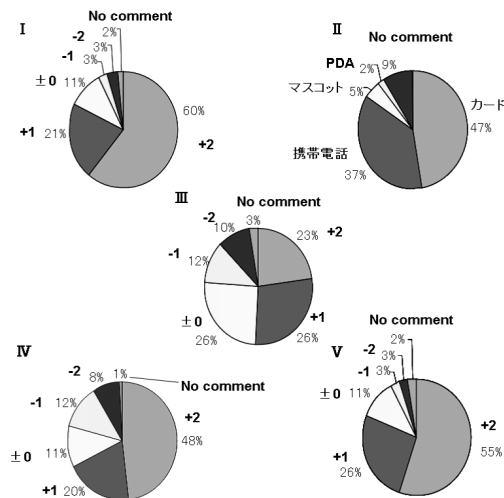 I
No comment
-2 2%
-1 3%
3%
±0 11%
+1 21%
60%
+2
II
No comment
PDA 2% 9%
マスコット 5%
カード
47%
携帯電話
37%
III
No comment
-2 10% 3%
-1 12%
23% +2
±0
26%
+1
26%
IV
No comment
-2 8% 1%
-1 12%
+2
48%
±0 11%
+1 20%
V
No comment
-2 2%
-1 3%
3%
±0 11%
+2
55%
+1
26%